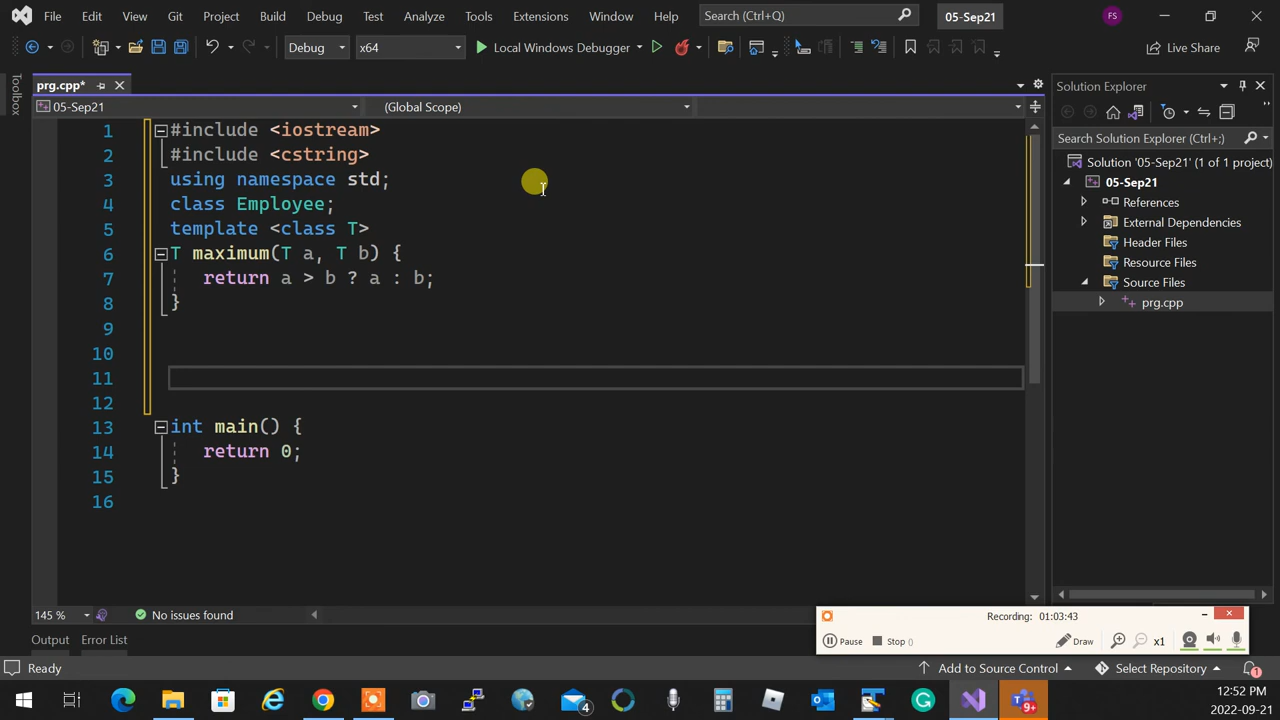 File Edit View Git Project Build Debug Test Analyze Tools Extensions Window Help Search (Ctrl+Q) 05-Sep21 FS
Debug x64 Local Windows Debugger Live Share
Toolbox
prg.cpp* Solution Explorer
05-Sep21 (Global Scope)
Search Solution Explorer (Ctrl+;)
Solution '05-Sep21' (1 of 1 project)
05-Sep21
References
External Dependencies
Header Files
Resource Files
Source Files
prg.cpp
1 #include <iostream>
2 #include <cstring>
3 using namespace std;
4 class Employee;
5 template <class T>
6 T maximum(T a, T b) {
7 return a > b ? a : b;
8 }
9
10
11
12
13 int main() {
14 return 0;
15 }
16
145 % No issues found
Recording: 01:03:43
Pause Stop Draw x1
Output Error List
Ready Add to Source Control Select Repository 1
4 9+ 12:52 PM
2022-09-21